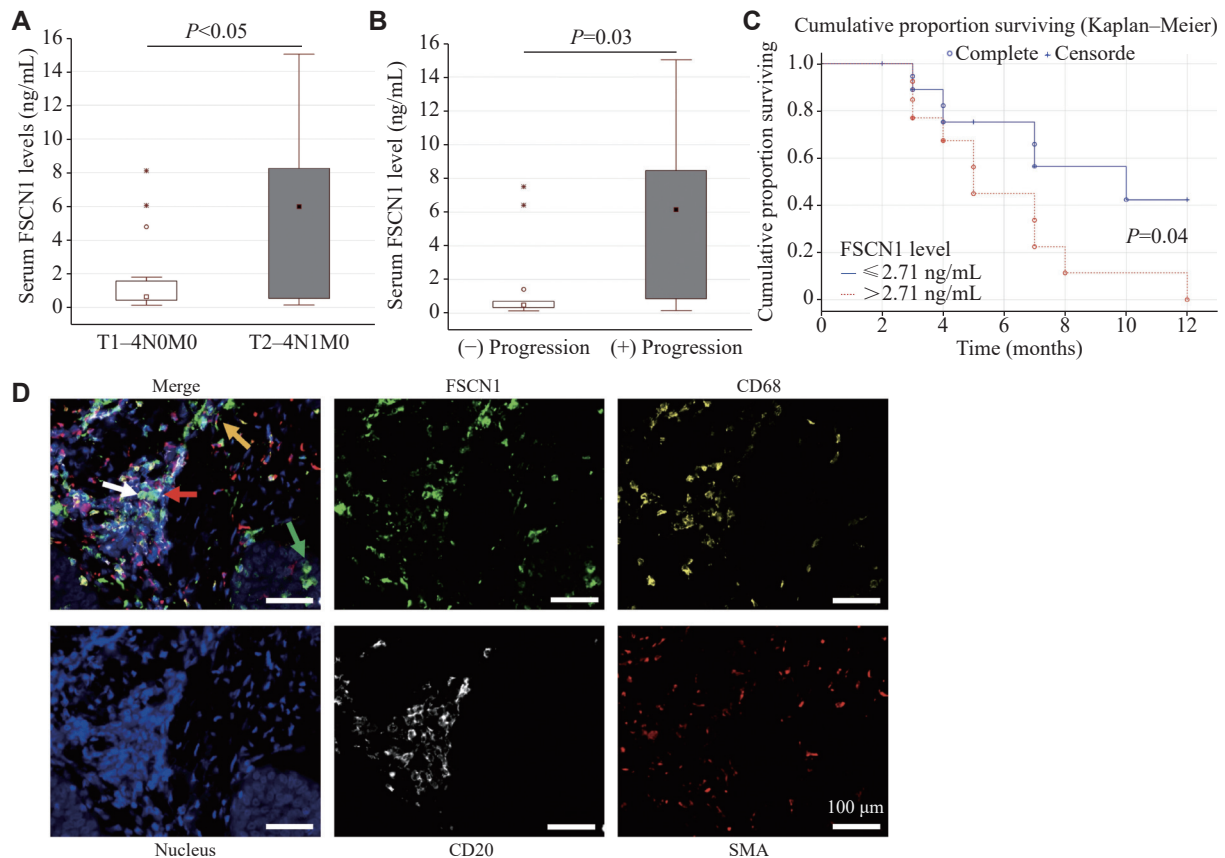 A
P<0.05
Serum FSCN1 levels (ng/mL)
16
14
12
10
8
6
4
2
0
T1–4N0M0
T2–4N1M0
B
P=0.03
Serum FSCN1 level (ng/mL)
16
14
12
10
8
6
4
2
0
(−) Progression
(+) Progression
C
Cumulative proportion surviving (Kaplan–Meier)
Complete
Censorde
Cumulative proportion surviving
1.0
0.8
0.6
0.4
0.2
0
P=0.04
FSCN1 level
≤2.71 ng/mL
>2.71 ng/mL
0 2 4 6 8 10 12
Time (months)
D
Merge
FSCN1
CD68
100 μm
Nucleus
CD20
SMA